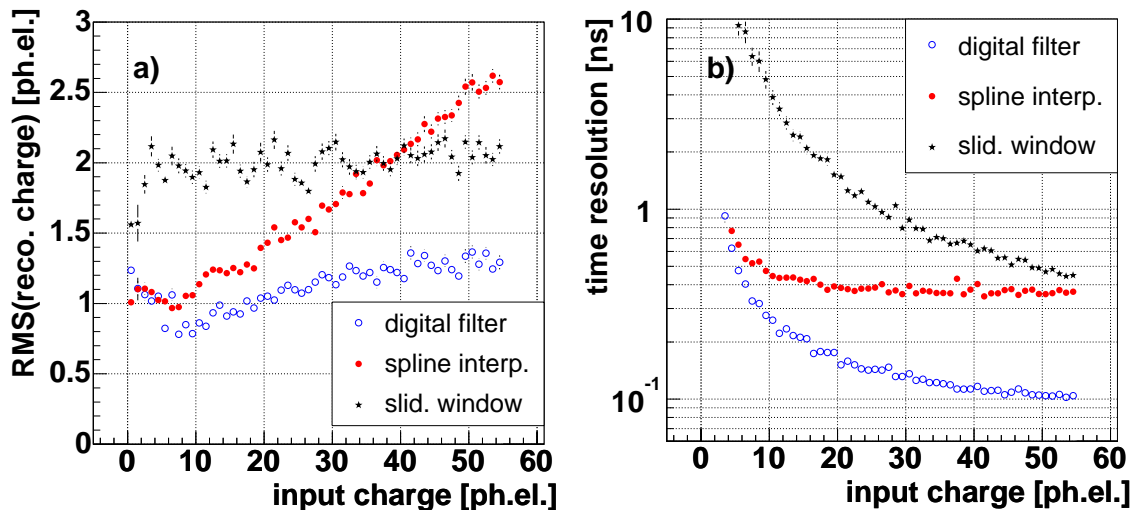 RMS(reco. charge) [ph.el.]
3
2.5
2
1.5
1
0.5
0
a)
digital filter
spline interp.
slid. window
0 10 20 30 40 50 60
input charge [ph.el.]
time resolution [ns]
10
1
10-1
b)
digital filter
spline interp.
slid. window
0 10 20 30 40 50 60
input charge [ph.el.]